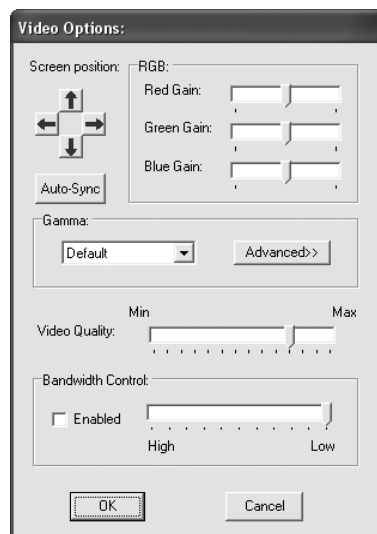 Video Options:
Screen position:
Auto-Sync
RGB:
Red Gain:
Green Gain:
Blue Gain:
Gamma:
Default
Advanced>>
Min
Max
Video Quality:
Bandwidth Control:
Enabled
High
Low
OK
Cancel